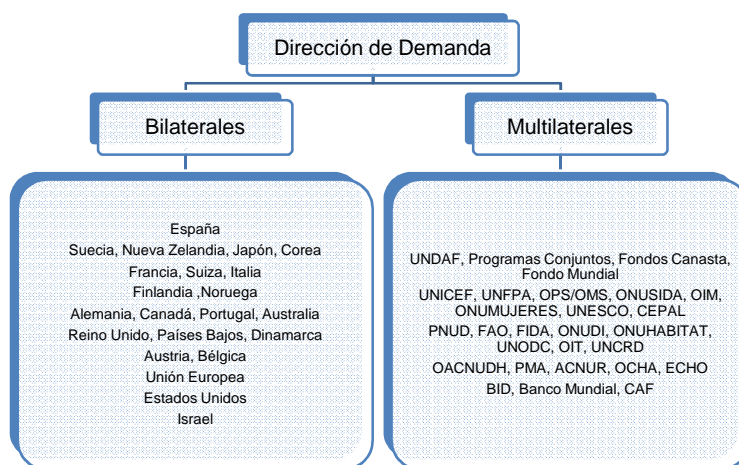 Dirección de Demanda
Bilaterales
Multilaterales
España
Suecia, Nueva Zelandia, Japón, Corea
Francia, Suiza, Italia
Finlandia ,Noruega
Alemania, Canadá, Portugal, Australia
Reino Unido, Países Bajos, Dinamarca
Austria, Bélgica
Unión Europea
Estados Unidos
Israel
UNDAF, Programas Conjuntos, Fondos Canasta,
Fondo Mundial
UNICEF, UNFPA, OPS/OMS, ONUSIDA, OIM,
ONUMUJERES, UNESCO, CEPAL
PNUD, FAO, FIDA, ONUDI, ONUHABITAT,
UNODC, OIT, UNCRD
OACNUDH, PMA, ACNUR, OCHA, ECHO
BID, Banco Mundial, CAF